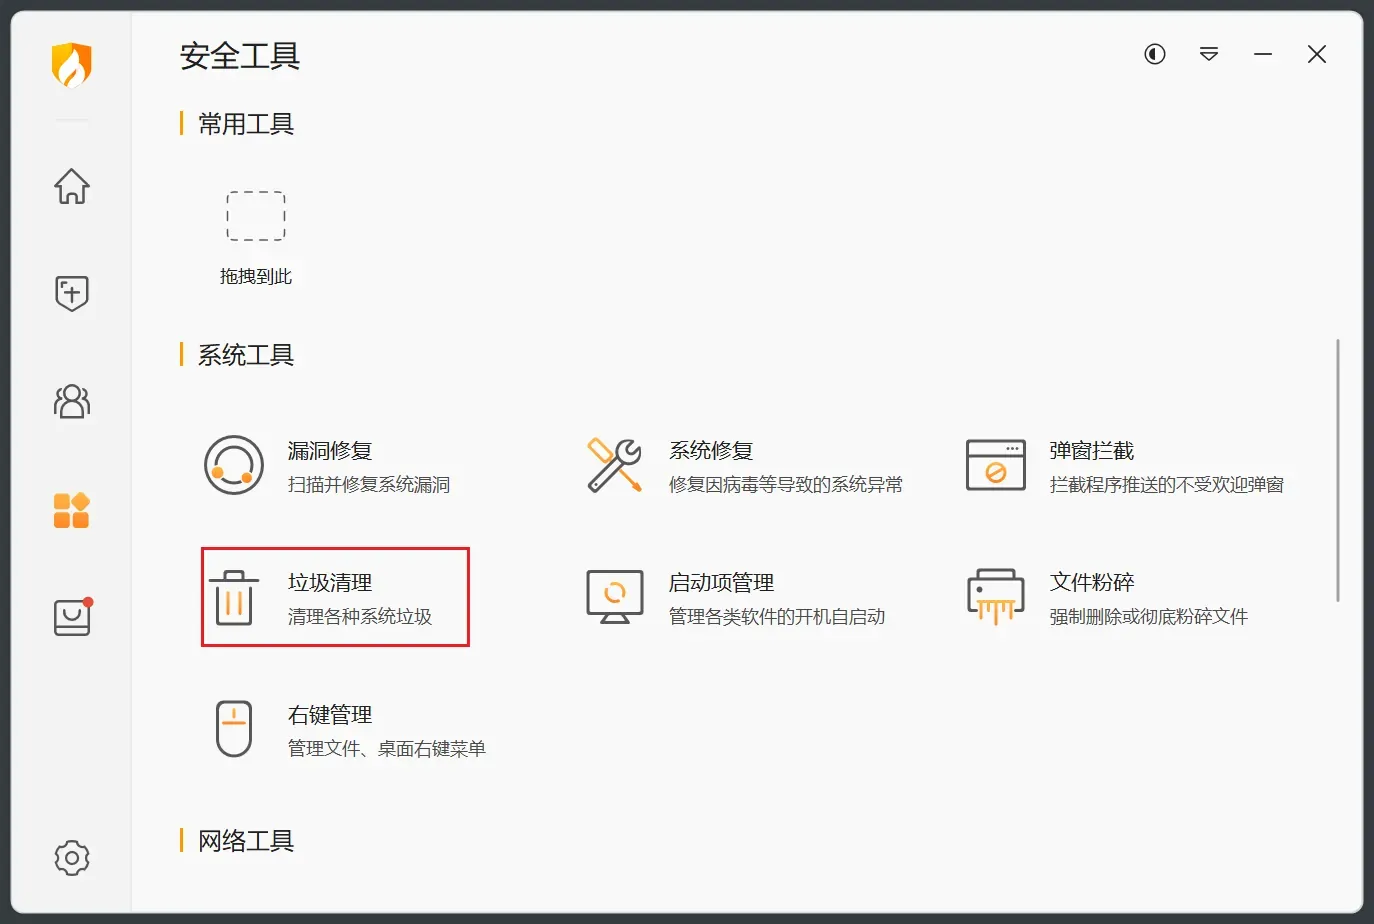 安全工具
常用工具
拖拽到此
系统工具
漏洞修复
扫描并修复系统漏洞
系统修复
修复因病毒等导致的系统异常
弹窗拦截
拦截程序推送的不受欢迎弹窗
垃圾清理
清理各种系统垃圾
启动项管理
管理各类软件的开机自启动
文件粉碎
强制删除或彻底粉碎文件
右键管理
管理文件、桌面右键菜单
网络工具